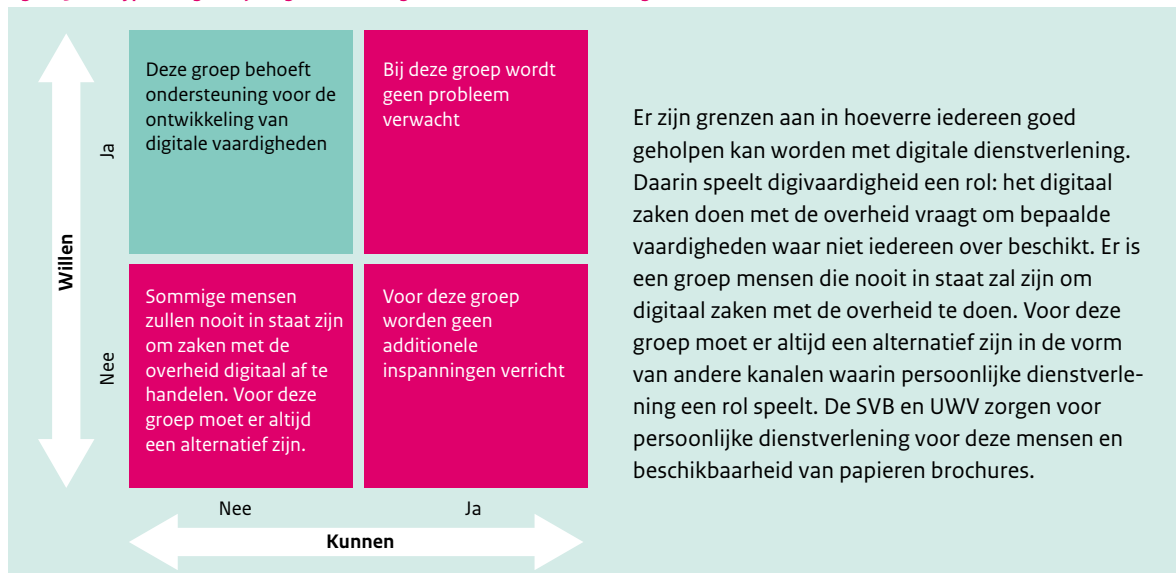 Deze groep behoeft
ondersteuning voor de
ontwikkeling van
digitale vaardigheden
Bij deze groep wordt
geen probleem
verwacht
Ja
Willen
Nee
Sommige mensen
zullen nooit in staat zijn
om zaken met de
overheid digitaal af te
handelen. Voor deze
groep moet er altijd
een alternatief zijn.
Voor deze groep
worden geen
additionele
inspanningen verricht
Nee
Ja
Kunnen
Er zijn grenzen aan in hoeverre iedereen goed
geholpen kan worden met digitale dienstverlening.
Daarin speelt digivaardigheid een rol: het digitaal
zaken doen met de overheid vraagt om bepaalde
vaardigheden waar niet iedereen over beschikt. Er is
een groep mensen die nooit in staat zal zijn om
digitaal zaken met de overheid te doen. Voor deze
groep moet er altijd een alternatief zijn in de vorm
van andere kanalen waarin persoonlijke dienstverle-
ning een rol speelt. De SVB en UWV zorgen voor
persoonlijke dienstverlening voor deze mensen en
beschikbaarheid van papieren brochures.